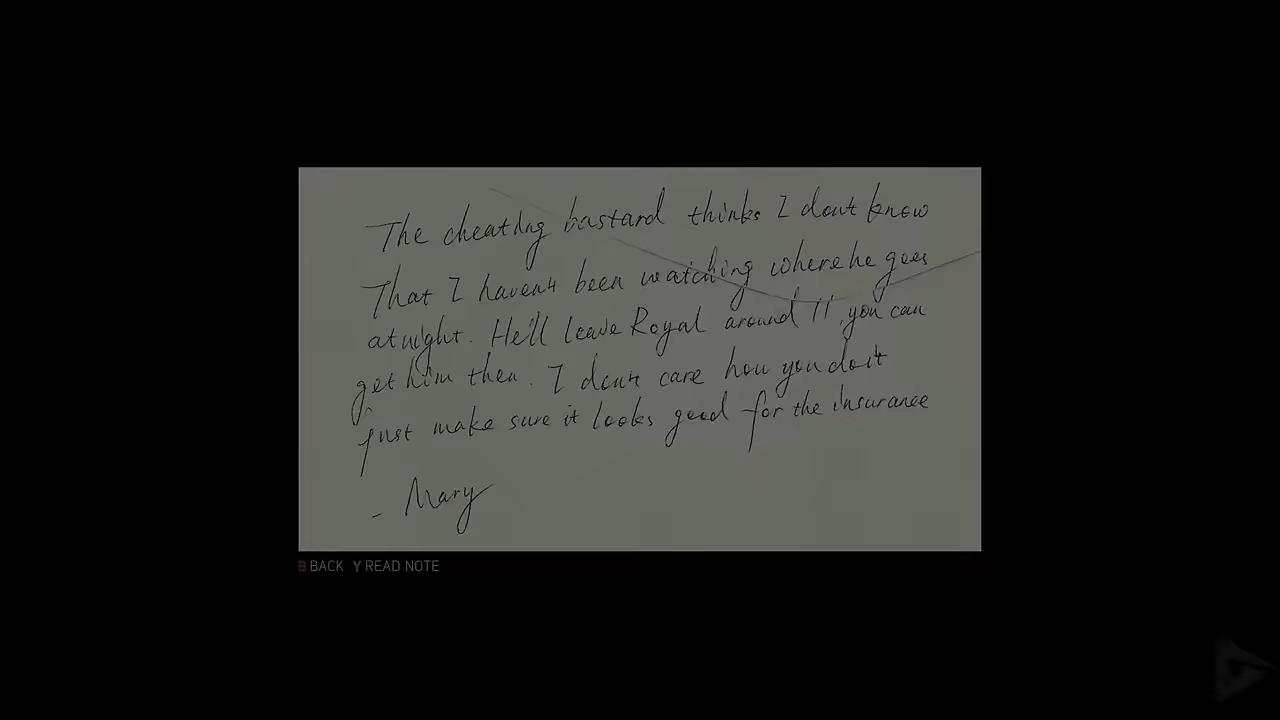 The cheating bastard thinks I don't know
That I haven't been watching where he goes
at night. He'll leave Royal around 11, you can
get him then. I don't care how you do it
just make sure it looks good for the insurance
- Mary
B BACK Y READ NOTE